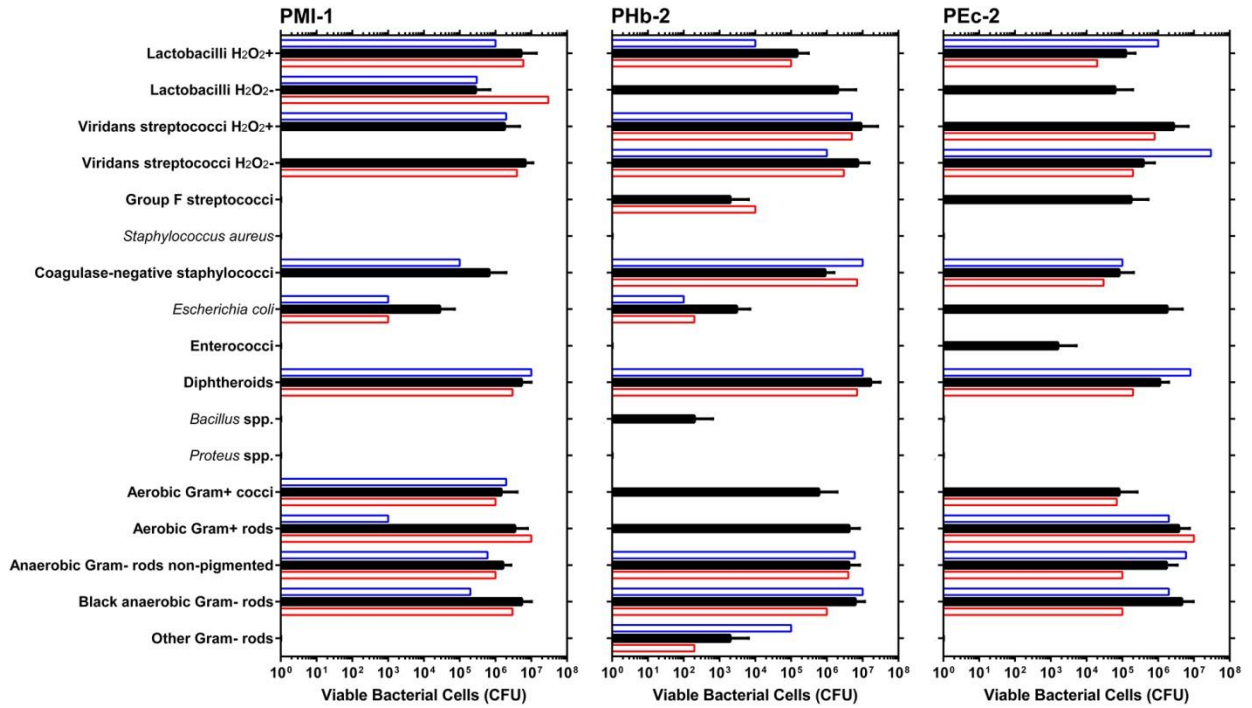 PMI-1 PHb-2 PEc-2
Lactobacilli H2O2+
Lactobacilli H2O2-
Viridans streptococci H2O2+
Viridans streptococci H2O2-
Group F streptococci
Staphylococcus aureus
Coagulase-negative staphylococci
Escherichia coli
Enterococci
Diphtheroids
Bacillus spp.
Proteus spp.
Aerobic Gram+ cocci
Aerobic Gram+ rods
Anaerobic Gram- rods non-pigmented
Black anaerobic Gram- rods
Other Gram- rods
10^0 10^1 10^2 10^3 10^4 10^5 10^6 10^7 10^8 10^0 10^1 10^2 10^3 10^4 10^5 10^6 10^7 10^8 10^0 10^1 10^2 10^3 10^4 10^5 10^6 10^7 10^8
Viable Bacterial Cells (CFU) Viable Bacterial Cells (CFU) Viable Bacterial Cells (CFU)